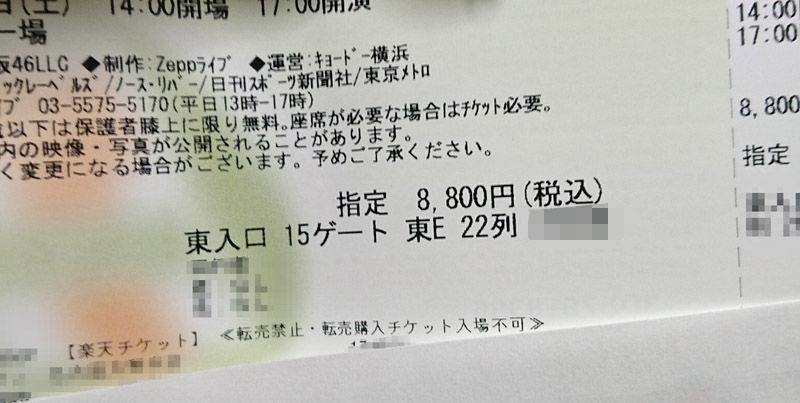 (土) 14:00開場 17:00開演
ー場
坂46LLC ◆制作:Zeppライブ ◆運営:キョードー横浜
ックレーベルズ/ノース・リバー/日刊スポーツ新聞社/東京メトロ
イブ 03-5575-5170(平日13時-17時)
以下は保護者膝上に限り無料。座席が必要な場合はチケット必要。
内の映像・写真が公開されることがあります。
く変更になる場合がございます。予めご了承ください。
指定 8,800円(税込)
東入口 15ゲート 東E 22列
【楽天チケット】 ≪転売禁止・転売購入チケット入場不可≫
14:00
17:00
8,800
指定